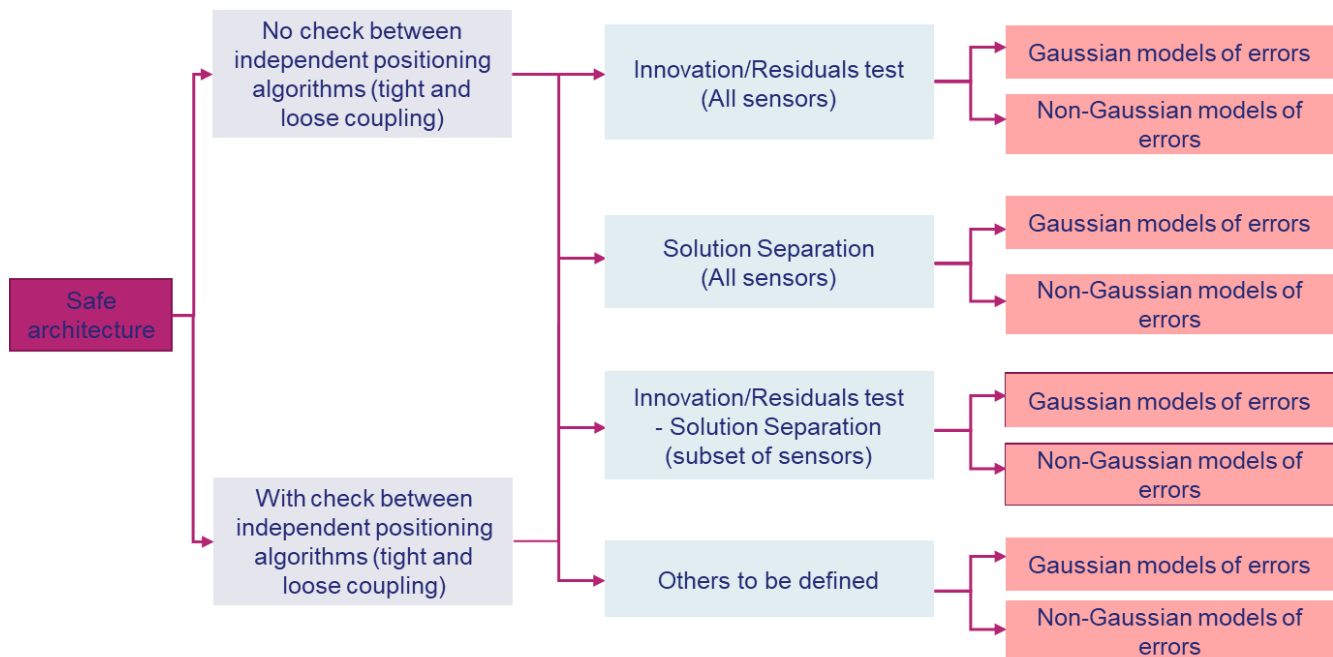 Safe
architecture
No check between
independent positioning
algorithms (tight and
loose coupling)
With check between
independent positioning
algorithms (tight and
loose coupling)
Innovation/Residuals test
(All sensors)
Solution Separation
(All sensors)
Innovation/Residuals test
- Solution Separation
(subset of sensors)
Others to be defined
Gaussian models of errors
Non-Gaussian models of
errors
Gaussian models of errors
Non-Gaussian models of
errors
Gaussian models of errors
Non-Gaussian models of
errors
Gaussian models of errors
Non-Gaussian models of
errors